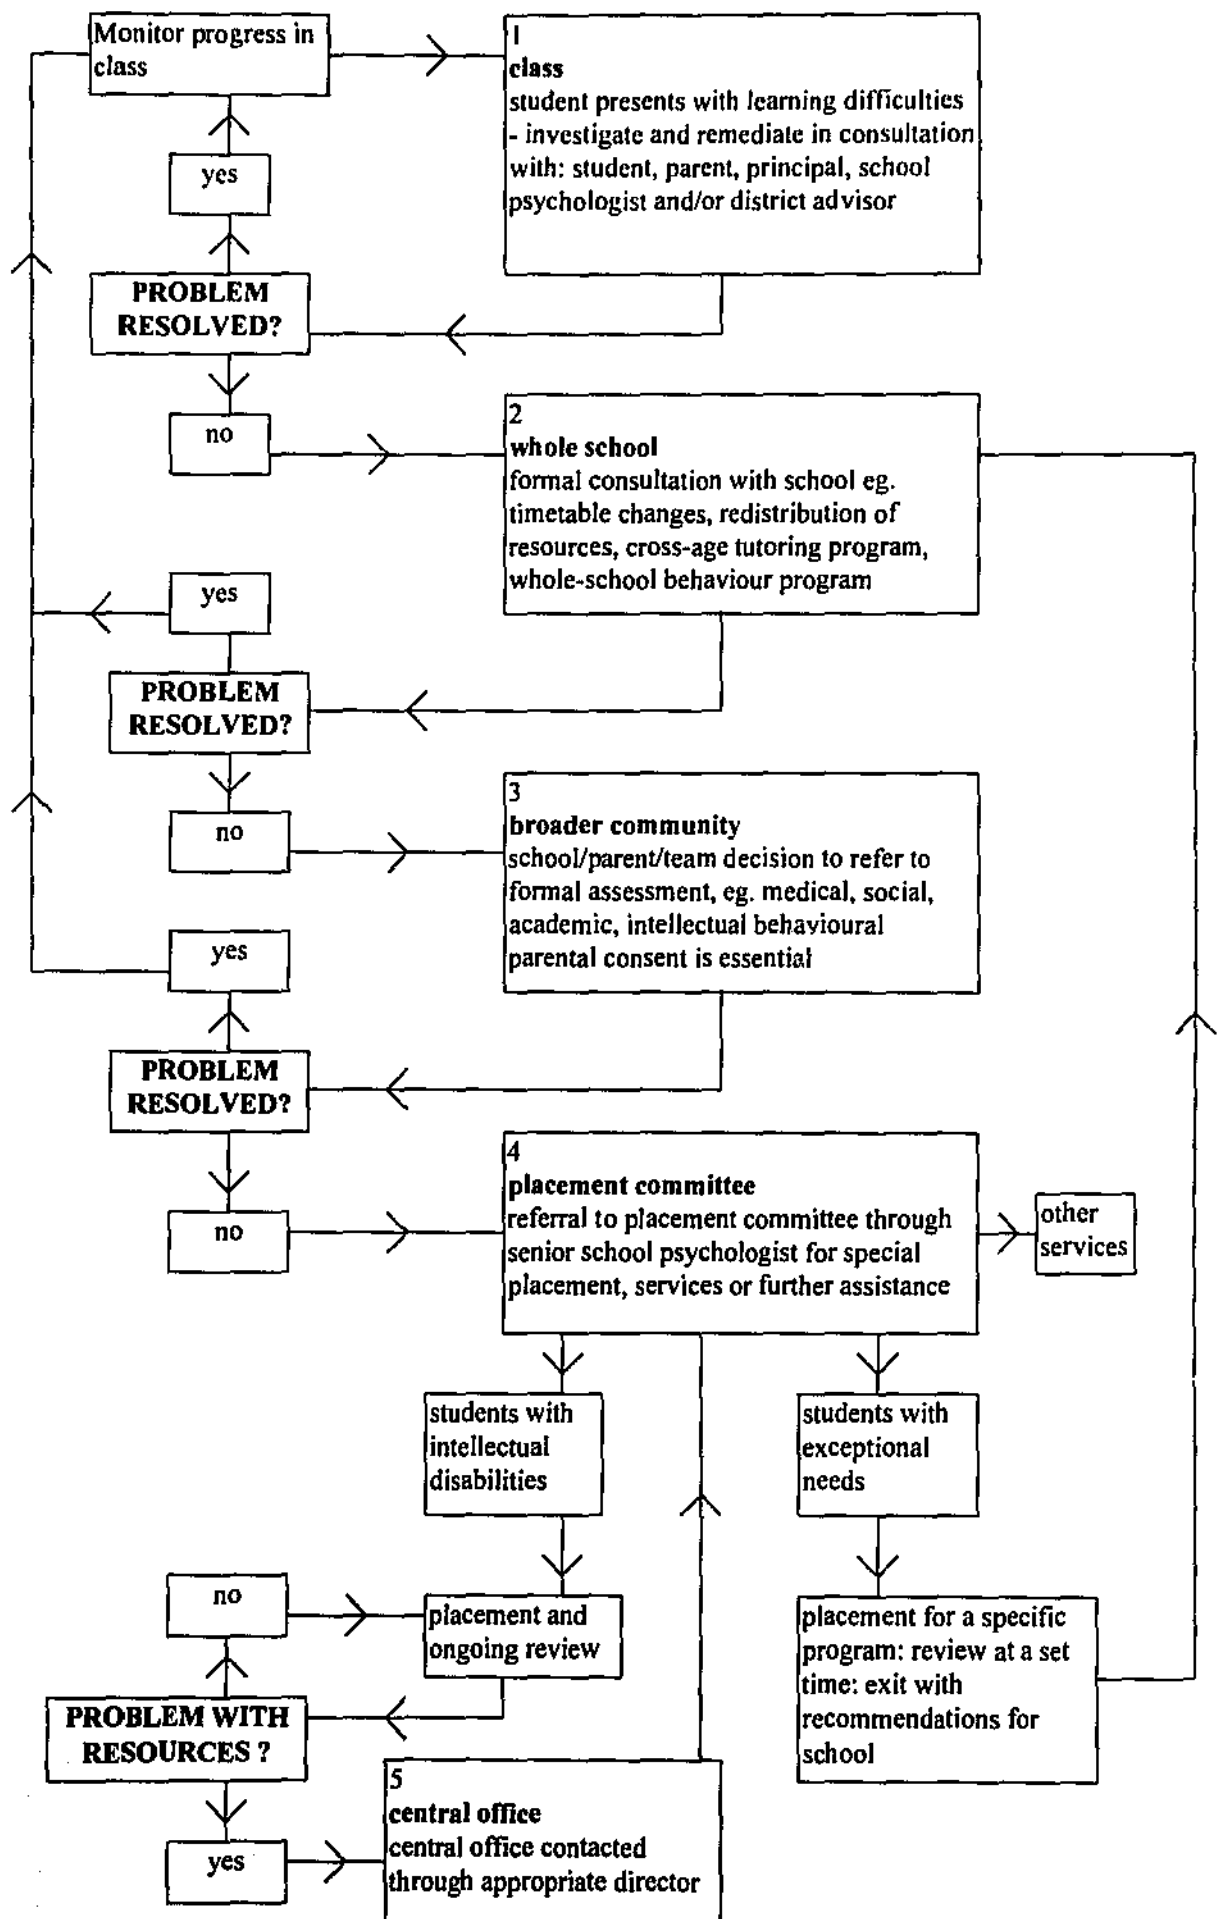 Monitor progress in
class
1
class
student presents with learning difficulties
- investigate and remediate in consultation
with: student, parent, principal, school
psychologist and/or district advisor
yes
PROBLEM
RESOLVED?
no
2
whole school
formal consultation with school eg.
timetable changes, redistribution of
resources, cross-age tutoring program,
whole-school behaviour program
yes
PROBLEM
RESOLVED?
no
3
broader community
school/parent/team decision to refer to
formal assessment, eg. medical, social,
academic, intellectual behavioural
parental consent is essential
yes
PROBLEM
RESOLVED?
no
4
placement committee
referral to placement committee through
senior school psychologist for special
placement, services or further assistance
other
services
students with
intellectual
disabilities
students with
exceptional
needs
no
placement and
ongoing review
placement for a specific
program: review at a set
time: exit with
recommendations for
school
PROBLEM WITH
RESOURCES ?
yes
5
central office
central office contacted
through appropriate director